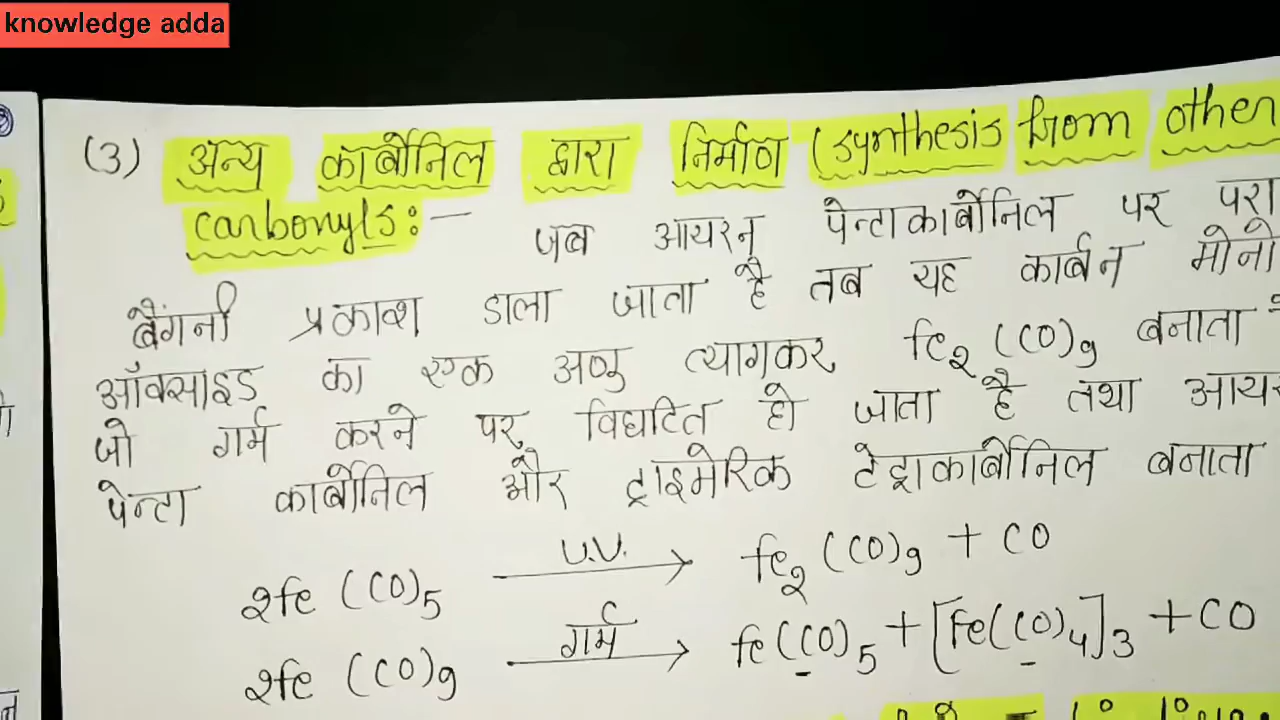 knowledge adda
(3) अन्य कार्बोनिल द्वारा निर्माण (synthesis from other
carbonyls:— जब आयरन पेन्टाकार्बोनिल पर परा
बैंगनी प्रकाश डाला जाता है तब यह कार्बन मोनो
ऑक्साइड का एक अणु त्यागकर Fe₂(CO)₉ बनाता है
जो गर्म करने पर विघटित हो जाता है तथा आयर
पेन्टा कार्बोनिल और ट्राइमेरिक टेट्राकार्बोनिल बनाता
2Fe (CO)₅ —U.V.→ Fe₂(CO)₉ + CO
2Fe (CO)₉ —गर्म→ Fe(CO)₅ + [Fe(CO)₄]₃ + CO